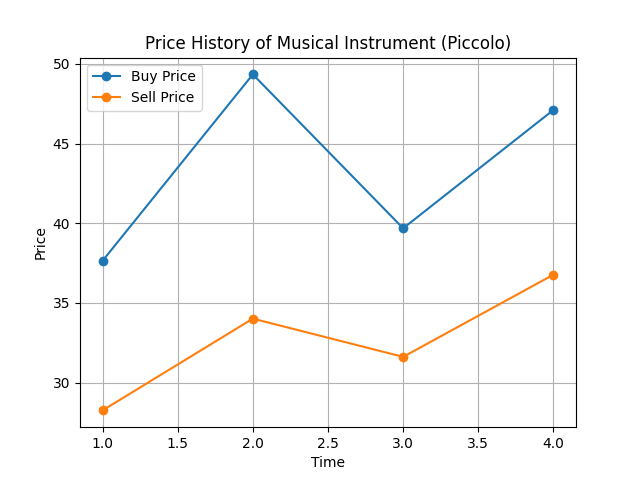 Price History of Musical Instrument (Piccolo)
Buy Price
Sell Price
50
45
40
35
30
Price
1.0 1.5 2.0 2.5 3.0 3.5 4.0
Time